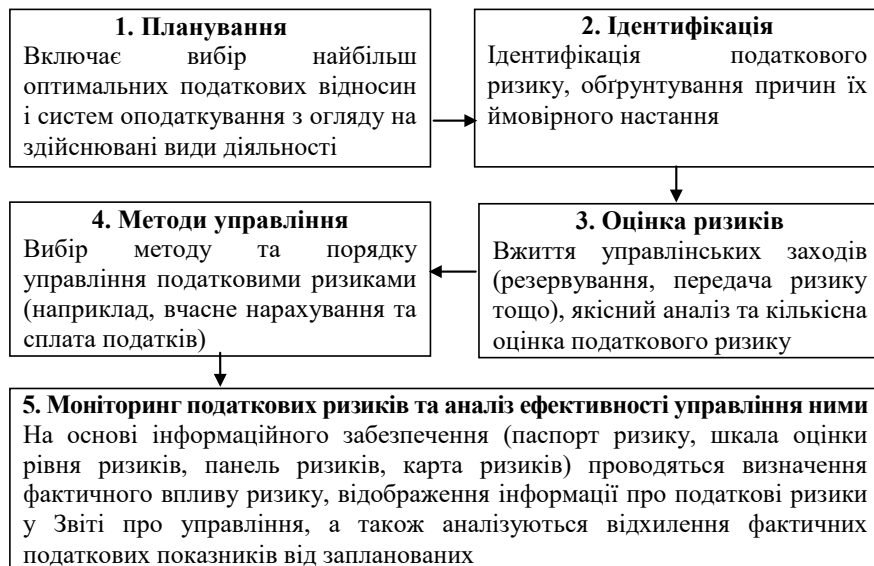 1. Планування
Включає вибір найбільш
оптимальних податкових відносин
і систем оподаткування з огляду на
здійснювані види діяльності
2. Ідентифікація
Ідентифікація податкового
ризику, обґрунтування причин їх
ймовірного настання
3. Оцінка ризиків
Вжиття управлінських заходів
(резервування, передача ризику
тощо), якісний аналіз та кількісна
оцінка податкового ризику
4. Методи управління
Вибір методу та порядку
управління податковими ризиками
(наприклад, вчасне нарахування та
сплата податків)
5. Моніторинг податкових ризиків та аналіз ефективності управління ними
На основі інформаційного забезпечення (паспорт ризику, шкала оцінки
рівня ризиків, панель ризиків, карта ризиків) проводяться визначення
фактичного впливу ризику, відображення інформації про податкові ризики
у Звіті про управління, а також аналізуються відхилення фактичних
податкових показників від запланованих